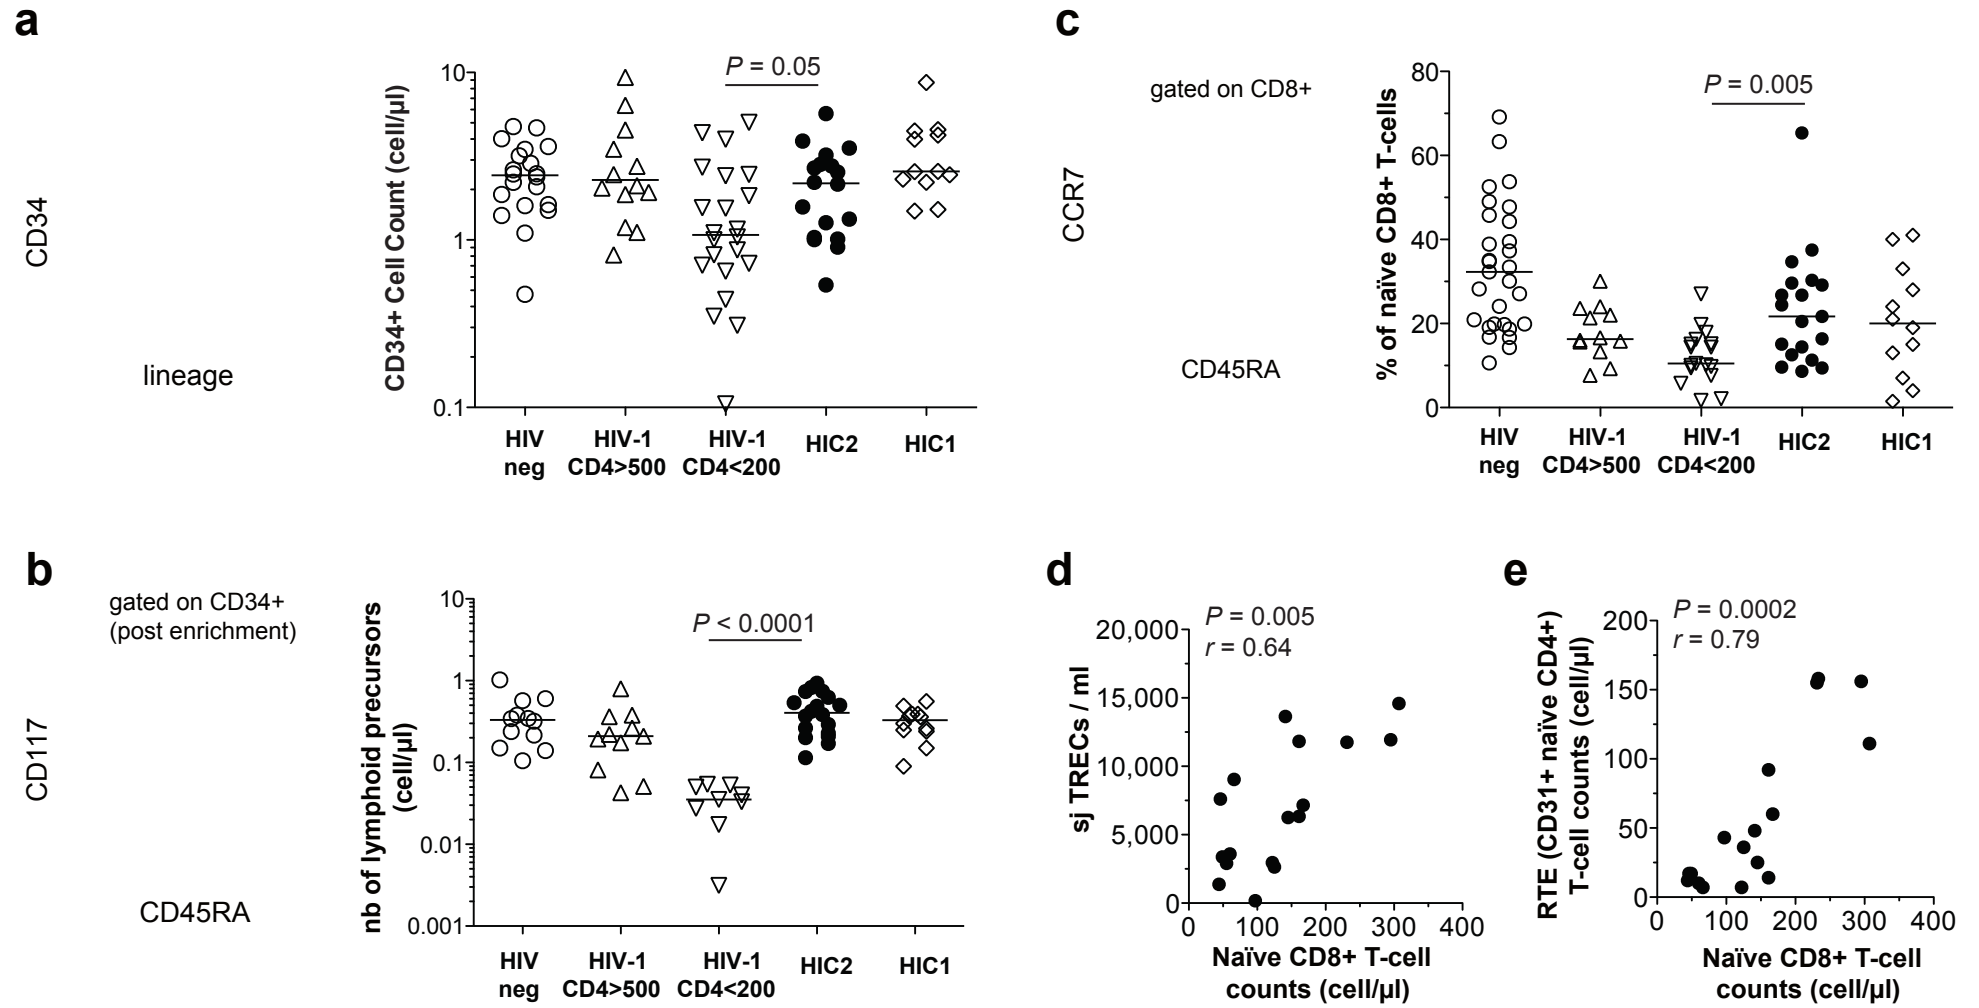 a
CD34
lineage
CD34+ Cell Count (cell/µl)
10
1
0.1
P = 0.05
HIV
neg
HIV-1
CD4>500
HIV-1
CD4<200
HIC2
HIC1
b
gated on CD34+
(post enrichment)
CD117
CD45RA
nb of lymphoid precursors
(cell/µl)
10
1
0.1
0.01
0.001
P < 0.0001
HIV
neg
HIV-1
CD4>500
HIV-1
CD4<200
HIC2
HIC1
c
gated on CD8+
CCR7
CD45RA
% of naïve CD8+ T-cells
80
60
40
20
0
P = 0.005
HIV
neg
HIV-1
CD4>500
HIV-1
CD4<200
HIC2
HIC1
d
P = 0.005
r = 0.64
sj TRECs / ml
20,000
15,000
10,000
5,000
0
0 100 200 300 400
Naïve CD8+ T-cell
counts (cell/µl)
e
P = 0.0002
r = 0.79
RTE (CD31+ naïve CD4+)
T-cell counts (cell/µl)
200
150
100
50
0
0 100 200 300 400
Naïve CD8+ T-cell
counts (cell/µl)